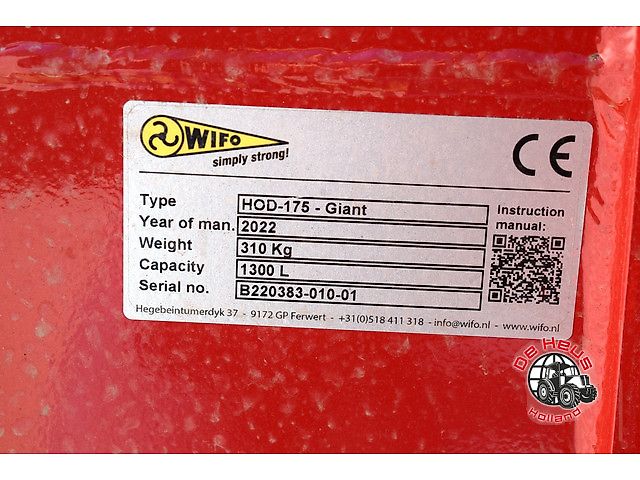 WIFO
simply strong!
CE
Type HOD-175 - Giant
Year of man. 2022
Weight 310 Kg
Capacity 1300 L
Serial no. B220383-010-01
Instruction
manual:
Hegebeintumerdyk 37 - 9172 GP Ferwert - +31(0)518 411 318 - info@wifo.nl - www.wifo.nl
De Heus
Holland